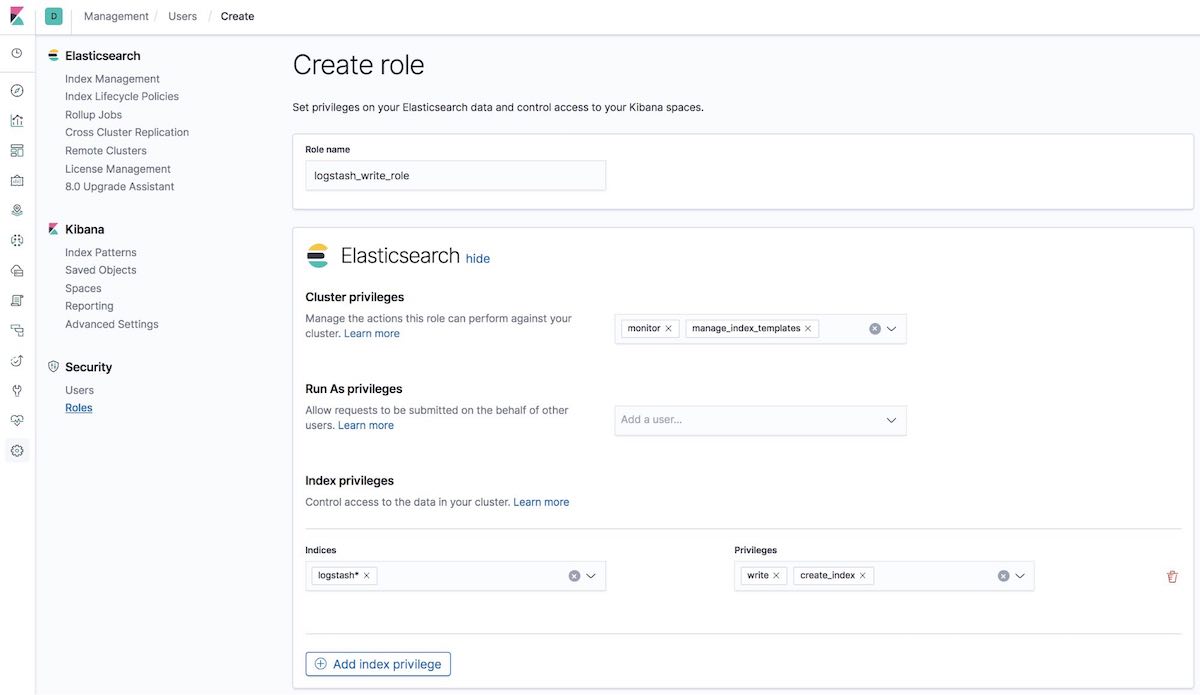 D Management / Users / Create
Elasticsearch
Index Management
Index Lifecycle Policies
Rollup Jobs
Cross Cluster Replication
Remote Clusters
License Management
8.0 Upgrade Assistant
Kibana
Index Patterns
Saved Objects
Spaces
Reporting
Advanced Settings
Security
Users
Roles
Create role
Set privileges on your Elasticsearch data and control access to your Kibana spaces.
Role name
logstash_write_role
Elasticsearch hide
Cluster privileges
Manage the actions this role can perform against your
cluster. Learn more
monitor × manage_index_templates ×
Run As privileges
Allow requests to be submitted on the behalf of other
users. Learn more
Add a user...
Index privileges
Control access to the data in your cluster. Learn more
Indices
logstash* ×
Privileges
write × create_index ×
Add index privilege